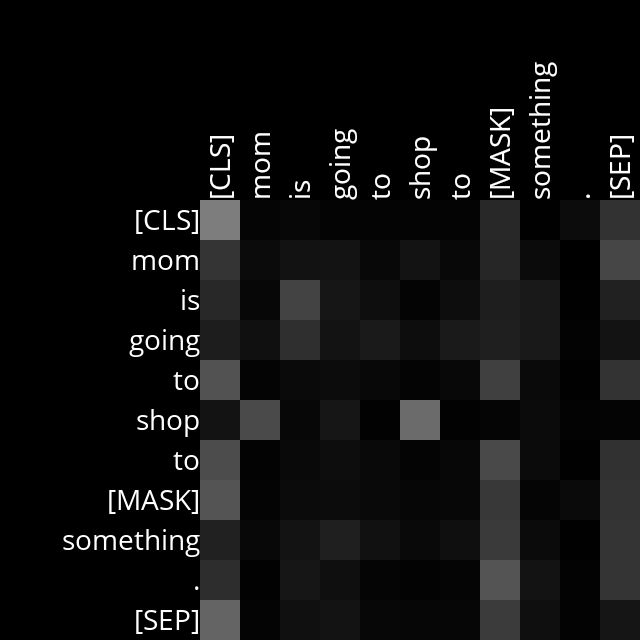 [CLS] mom is going to shop to [MASK] something . [SEP]
[CLS]
mom
is
going
to
shop
to
[MASK]
something
.
[SEP]